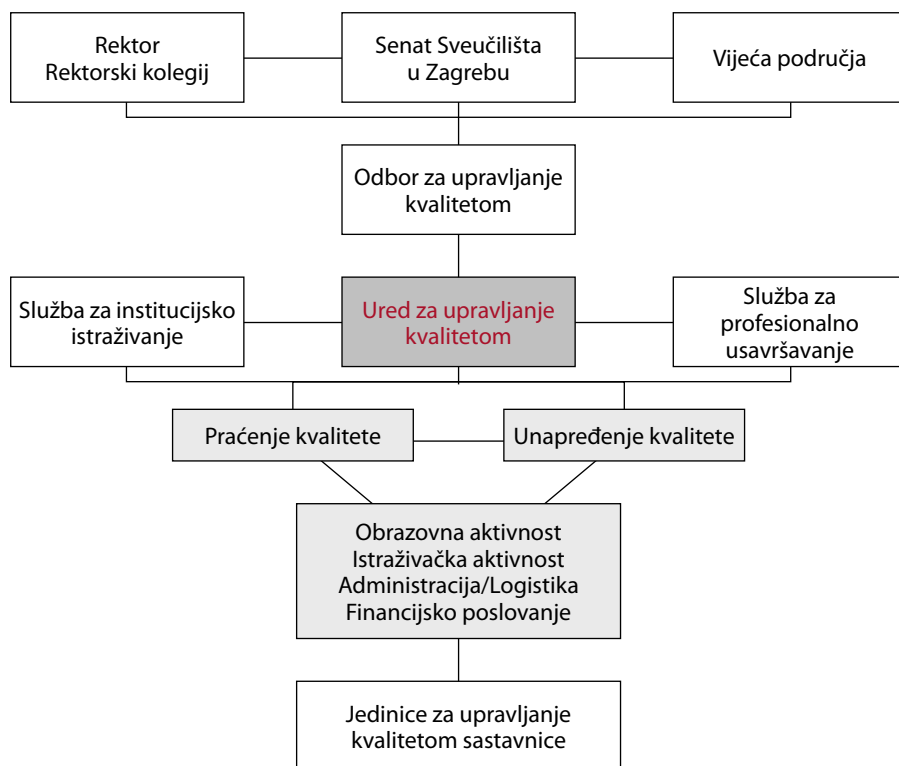 Rektor
Rektorski kolegij
Senat Sveučilišta
u Zagrebu
Vijeća područja
Odbor za upravljanje
kvalitetom
Služba za institucijsko
istraživanje
Ured za upravljanje
kvalitetom
Služba za
profesionalno
usavršavanje
Praćenje kvalitete
Unapređenje kvalitete
Obrazovna aktivnost
Istraživačka aktivnost
Administracija/Logistika
Financijsko poslovanje
Jedinice za upravljanje
kvalitetom sastavnice